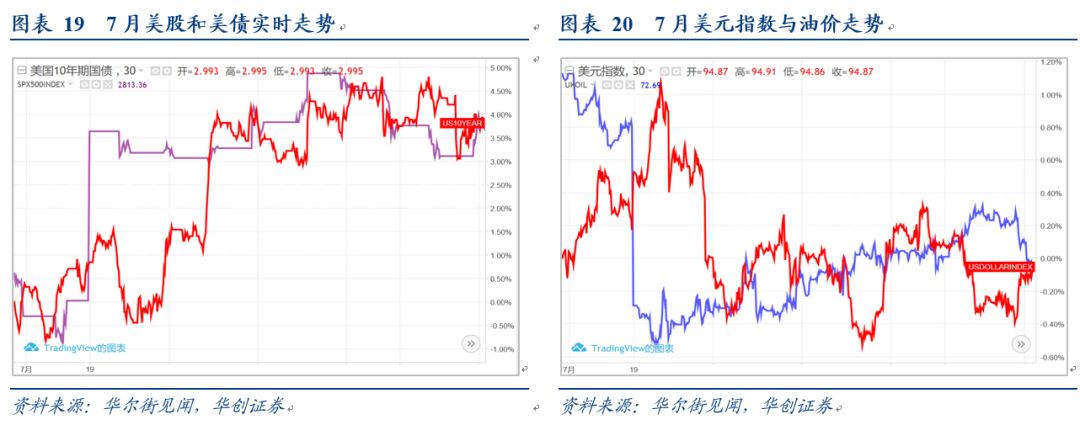 图表 19 7月美股和美债实时走势
美国10年期国债, 30 开=2.993 高=2.995 低=2.993 收=2.995
SPX500INDEX 2813.36
5.00%
4.50%
4.00%
US10YEAR
3.50%
3.00%
2.50%
2.00%
1.50%
1.00%
0.50%
0.00%
-0.50%
-1.00%
TradingView的图表
7月 19
资料来源：华尔街见闻，华创证券
图表 20 7月美元指数与油价走势
美元指数, 30 开=94.87 高=94.91 低=94.86 收=94.87
UKOIL 72.69
1.20%
1.00%
0.80%
0.60%
0.40%
0.20%
0.00%
USDOLLARINDEX
-0.20%
-0.40%
-0.60%
TradingView的图表
7月 19
资料来源：华尔街见闻，华创证券